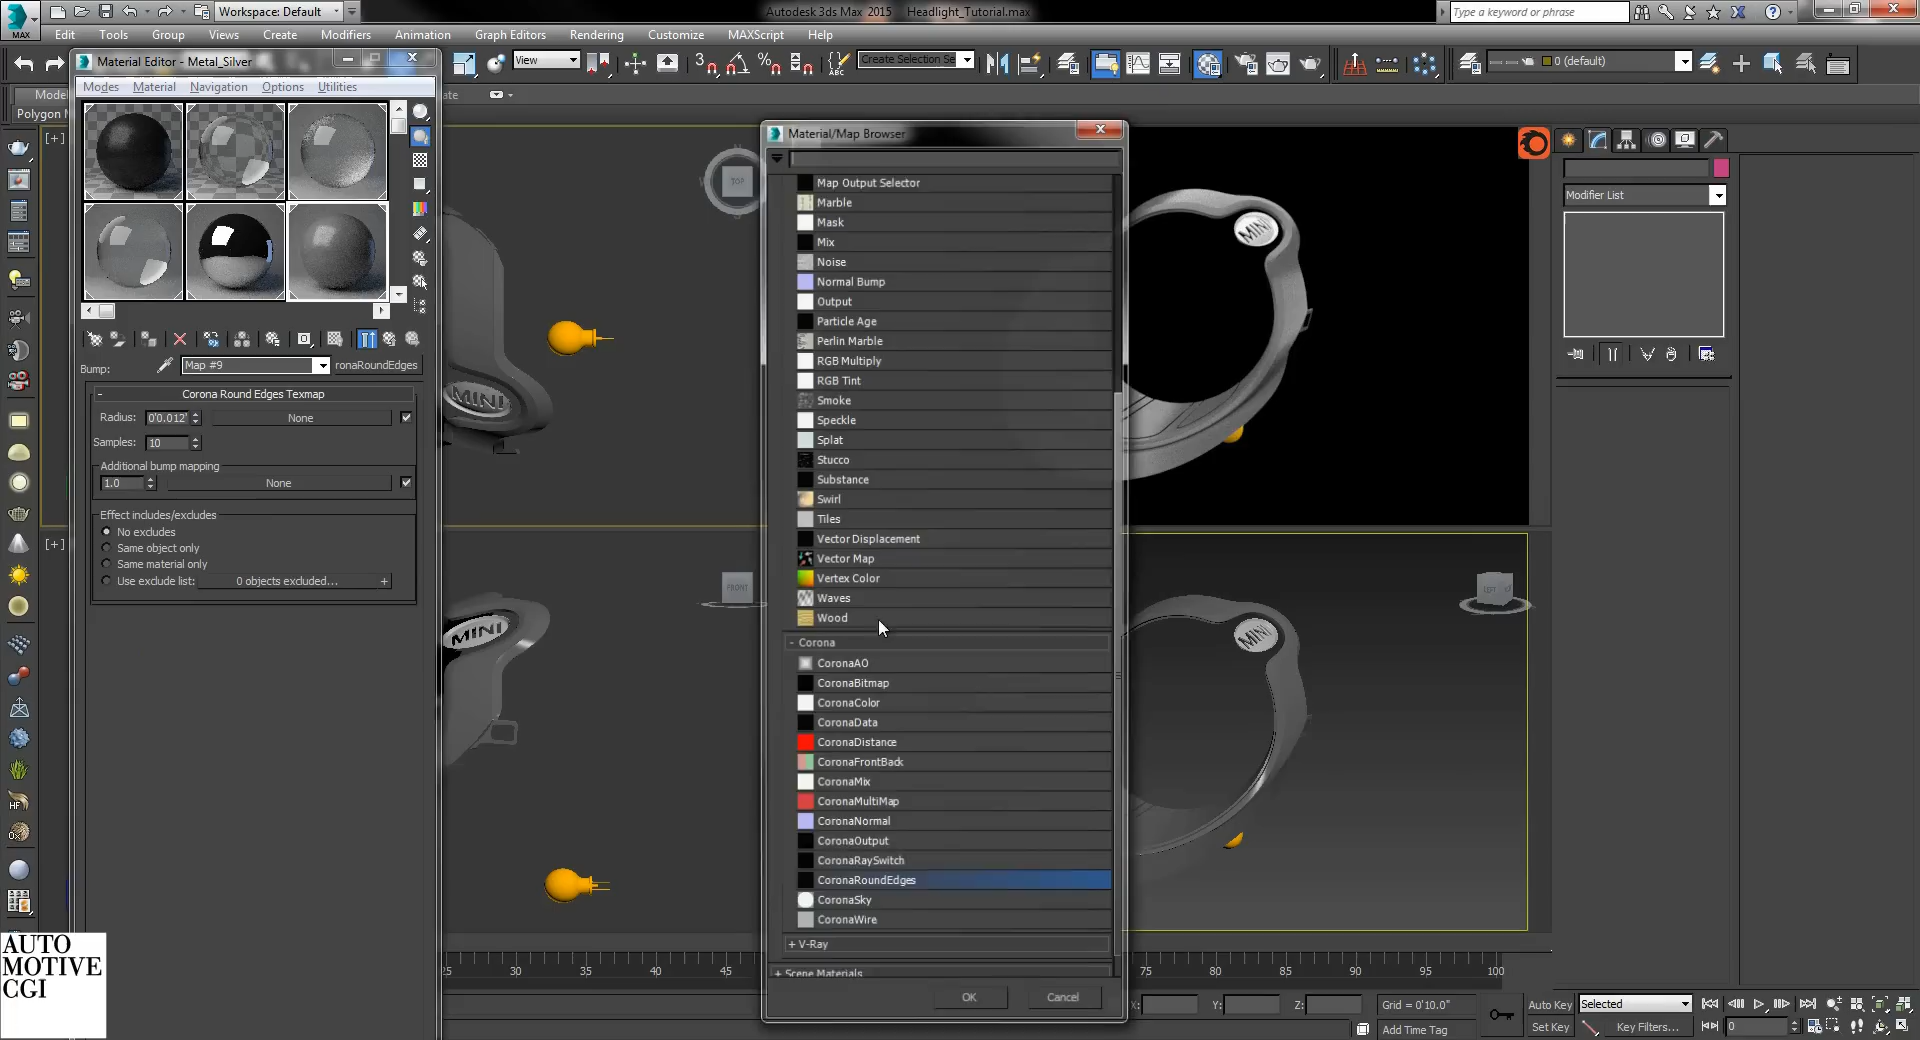 Workspace: Default
Autodesk 3ds Max 2015 Headlight_Tutorial.max
Type a keyword or phrase
MAX
Edit Tools Group Views Create Modifiers Animation Graph Editors Rendering Customize MAXScript Help
Material Editor - Metal_Silver
View
Create Selection Se
0 (default)
Modes Material Navigation Options Utilities
Polygon M
[+]
Material/Map Browser
TOP
Modifier List
Map Output Selector
Marble
Mask
Mix
Noise
Normal Bump
Output
Particle Age
Perlin Marble
RGB Multiply
RGB Tint
Smoke
Speckle
Splat
Stucco
Substance
Swirl
Tiles
Vector Displacement
Vector Map
Vertex Color
Waves
Wood
- Corona
CoronaAO
CoronaBitmap
CoronaColor
CoronaData
CoronaDistance
CoronaFrontBack
CoronaMix
CoronaMultiMap
CoronaNormal
CoronaOutput
CoronaRaySwitch
CoronaRoundEdges
CoronaSky
CoronaWire
+ V-Ray
+ Scene Materials
OK Cancel
Bump: Map #9 ronaRoundEdges
- Corona Round Edges Texmap
Radius: 0'0.012" None
Samples: 10
Additional bump mapping
1.0 None
Effect includes/excludes
No excludes
Same object only
Same material only
Use exclude list: 0 objects excluded... +
MINI
MINI
[+]
FRONT
LEFT
MINI
MINI
HF
AUTO
MOTIVE
CGI
25 30 35 40 45 75 80 85 90 95 100
X: Y: Z: Grid = 0'10.0"
Add Time Tag
Auto Key Selected
Set Key Key Filters... 0